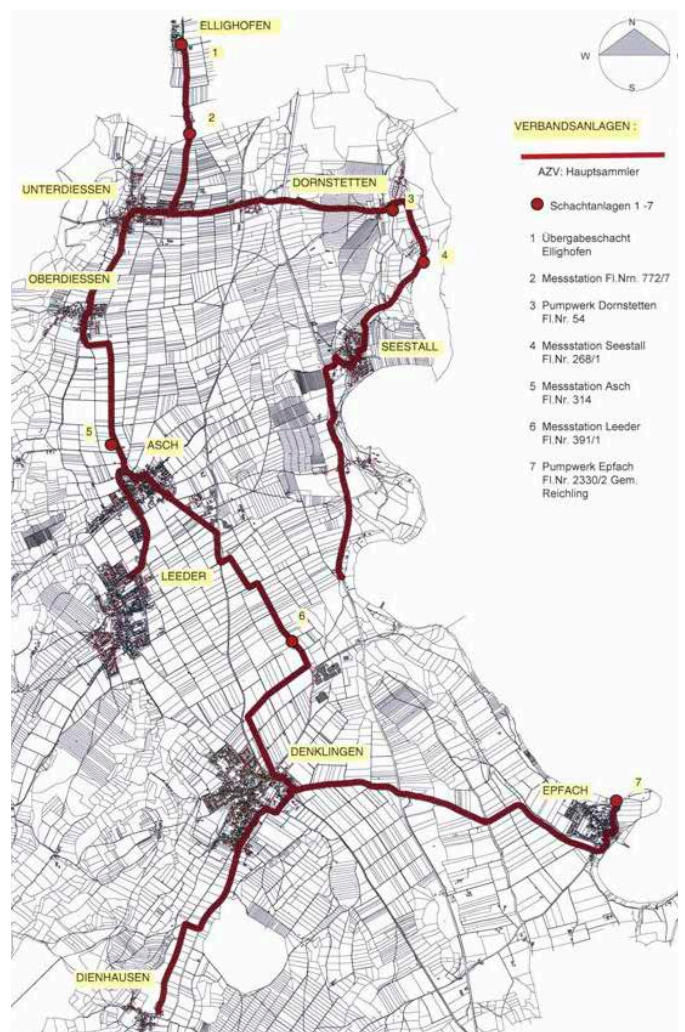 ELLIGHOFEN
1
N
W
S
2
VERBANDSANLAGEN :
AZV: Hauptsammler
Schachtanlagen 1 -7
1 Übergabeschacht
Ellighofen
2 Messstation Fl.Nrn. 772/7
3 Pumpwerk Dornstetten
Fl.Nr. 54
4 Messstation Seestall
Fl.Nr. 268/1
5 Messstation Asch
Fl.Nr. 314
6 Messstation Leeder
Fl.Nr. 391/1
7 Pumpwerk Epfach
Fl.Nr. 2330/2 Gem.
Reichling
UNTERDIESSEN
DORNSTETTEN
3
4
OBERDIESSEN
SEESTALL
5
ASCH
LEEDER
6
DENKLINGEN
EPFACH
7
DIENHAUSEN